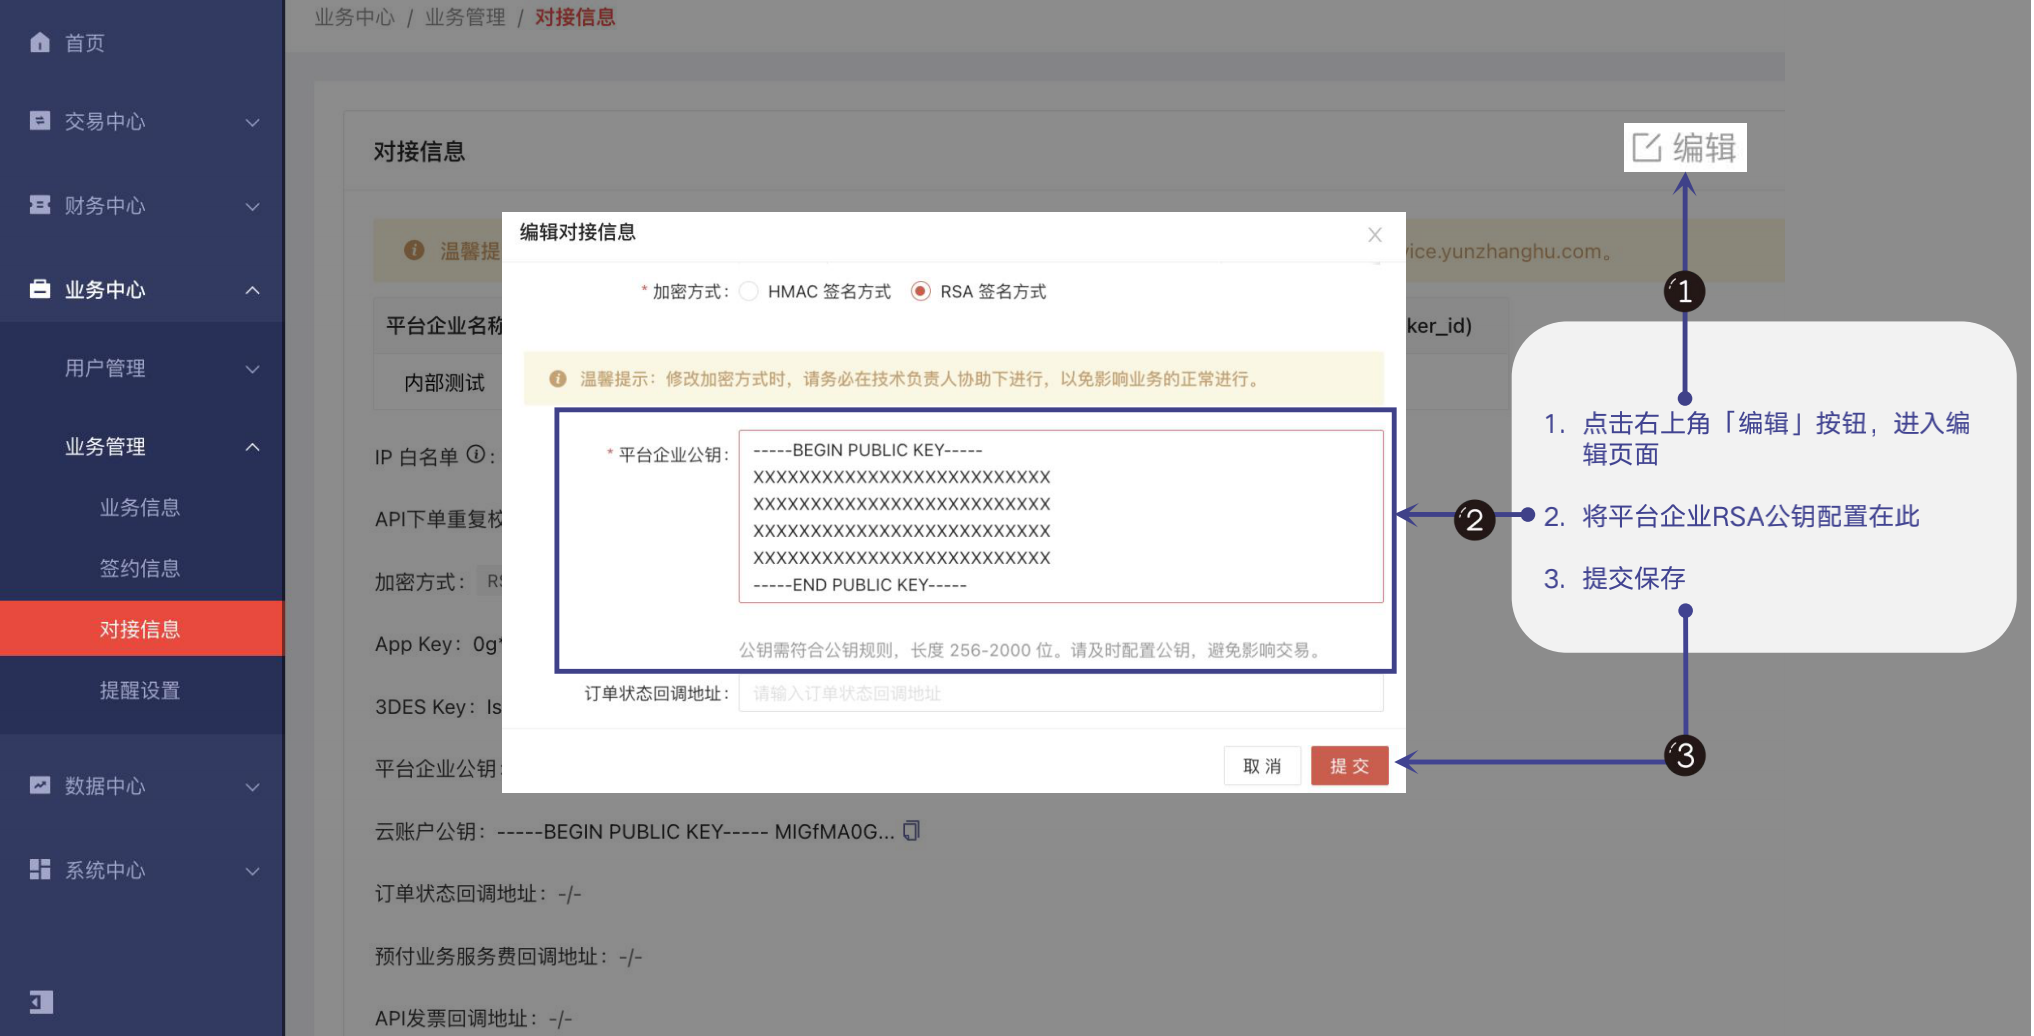 首页
交易中心
财务中心
业务中心
用户管理
业务管理
业务信息
签约信息
对接信息
提醒设置
数据中心
系统中心
业务中心 / 业务管理 / 对接信息
对接信息
编辑
温馨提
vice.yunzhanghu.com。
平台企业名称
ker_id)
内部测试
IP 白名单 :
API下单重复校
加密方式：
App Key：0g*
3DES Key：Is
平台企业公钥：
云账户公钥：-----BEGIN PUBLIC KEY----- MIGfMA0G...
订单状态回调地址：-/-
预付业务服务费回调地址：-/-
API发票回调地址：-/-
编辑对接信息
* 加密方式： HMAC 签名方式 RSA 签名方式
温馨提示：修改加密方式时，请务必在技术负责人协助下进行，以免影响业务的正常进行。
* 平台企业公钥：
-----BEGIN PUBLIC KEY-----
XXXXXXXXXXXXXXXXXXXXXXXXXX
XXXXXXXXXXXXXXXXXXXXXXXXXX
XXXXXXXXXXXXXXXXXXXXXXXXXX
XXXXXXXXXXXXXXXXXXXXXXXXXX
-----END PUBLIC KEY-----
公钥需符合公钥规则，长度 256-2000 位。请及时配置公钥，避免影响交易。
订单状态回调地址： 请输入订单状态回调地址
取 消 提 交
1
2
3
1. 点击右上角「编辑」按钮，进入编
辑页面
2. 将平台企业RSA公钥配置在此
3. 提交保存